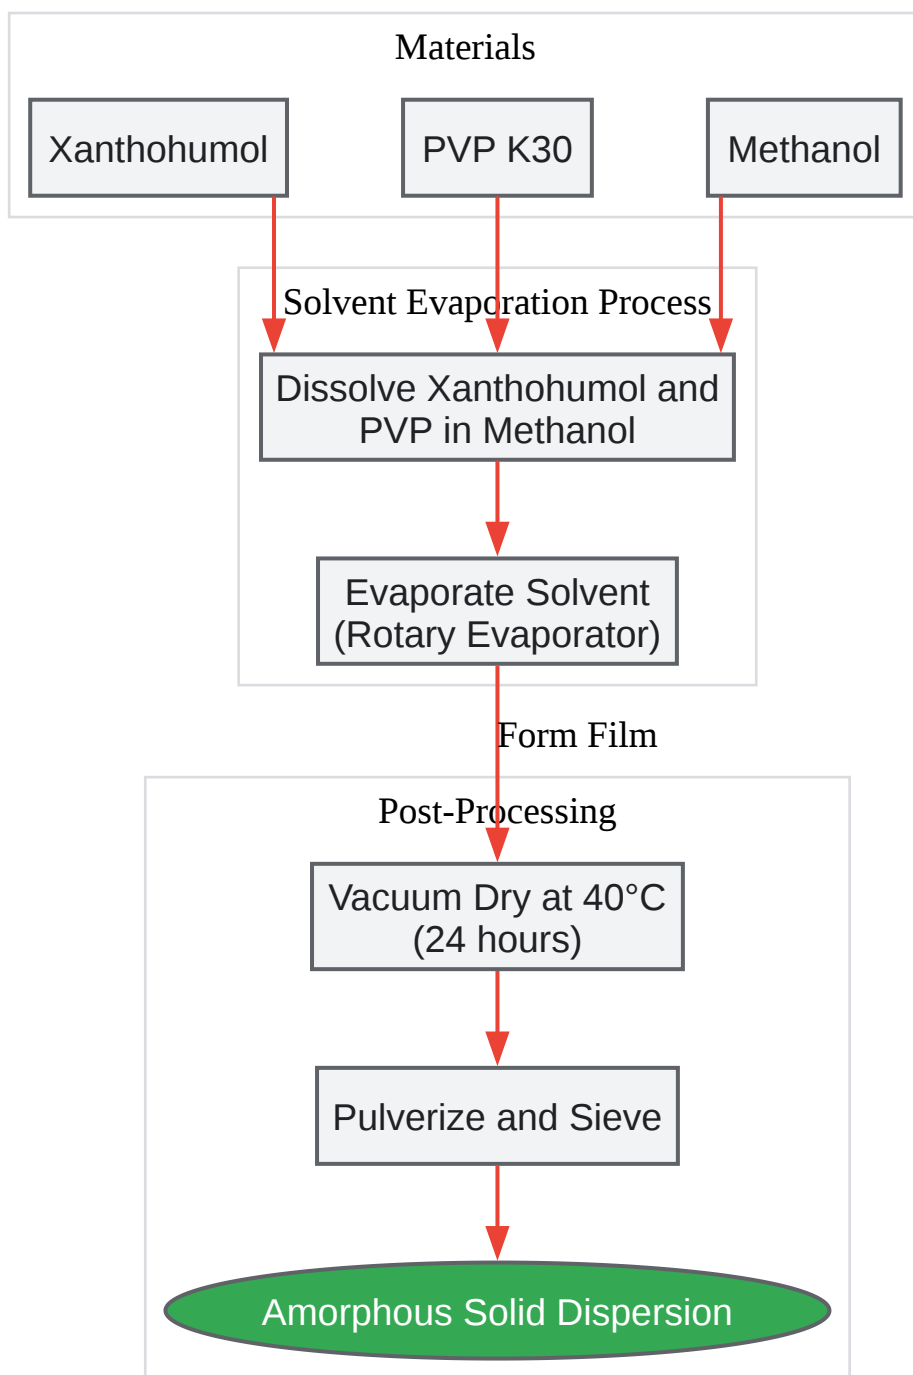 Materials
Xanthohumol
PVP K30
Methanol
Solvent Evaporation Process
Dissolve Xanthohumol and
PVP in Methanol
Evaporate Solvent
(Rotary Evaporator)
Form Film
Post-Processing
Vacuum Dry at 40°C
(24 hours)
Pulverize and Sieve
Amorphous Solid Dispersion